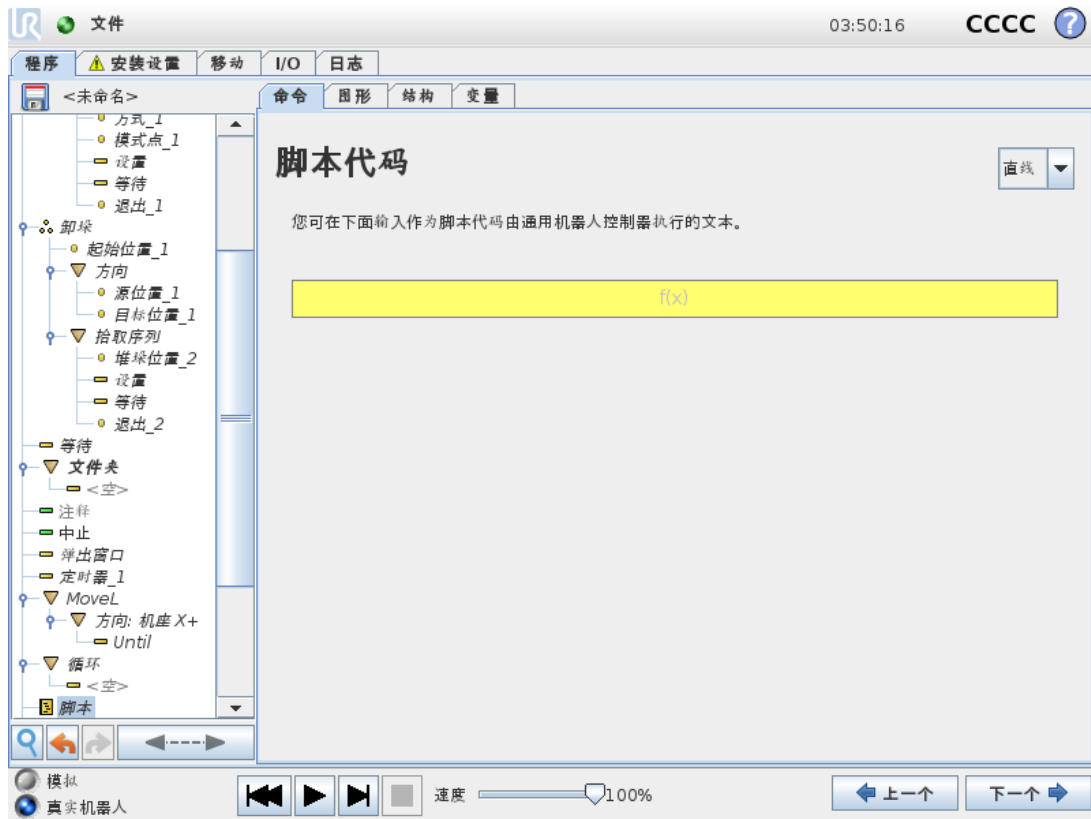 UR 文件 03:50:16 CCCC ?
程序 安装设置 移动 I/O 日志
<未命名> 命令 图形 结构 变量
方式_1
模式点_1
设置
等待
退出_1
卸垛
起始位置_1
方向
源位置_1
目标位置_1
拾取序列
堆垛位置_2
设置
等待
退出_2
等待
文件夹
<空>
注释
中止
弹出窗口
定时器_1
MoveL
方向: 机座 X+
Until
循环
<空>
脚本
脚本代码
直线
您可在下面输入作为脚本代码由通用机器人控制器执行的文本。
f(x)
模拟
真实机器人
速度 100% 上一个 下一个